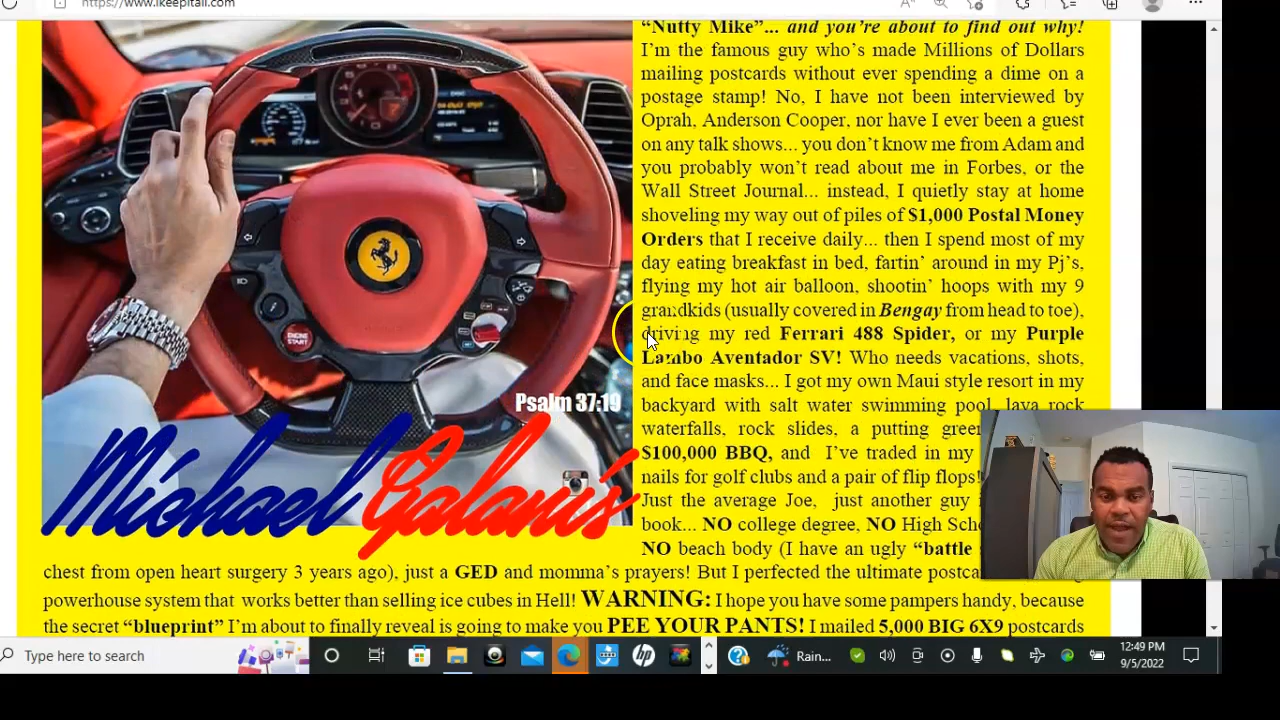 https://www.ikeepitall.com
“Nutty Mike”... and you’re about to find out why!
I’m the famous guy who’s made Millions of Dollars
mailing postcards without ever spending a dime on a
postage stamp! No, I have not been interviewed by
Oprah, Anderson Cooper, nor have I ever been a guest
on any talk shows... you don’t know me from Adam and
you probably won’t read about me in Forbes, or the
Wall Street Journal... instead, I quietly stay at home
shoveling my way out of piles of $1,000 Postal Money
Orders that I receive daily... then I spend most of my
day eating breakfast in bed, fartin’ around in my Pj’s,
flying my hot air balloon, shootin’ hoops with my 9
grandkids (usually covered in Bengay from head to toe),
driving my red Ferrari 488 Spider, or my Purple
Lambo Aventador SV! Who needs vacations, shots,
and face masks... I got my own Maui style resort in my
backyard with salt water swimming pool, lava rock
waterfalls, rock slides, a putting
$100,000 BBQ, and I’ve traded in my
nails for golf clubs and a pair of flip flops!
Just the average Joe, just another guy
book... NO college degree, NO High
NO beach body (I have an ugly “battle
chest from open heart surgery 3 years ago), just a GED and momma’s prayers! But I perfected the ultimate
powerhouse system that works better than selling ice cubes in Hell! WARNING: I hope you have some pampers handy, because
the secret “blueprint” I’m about to finally reveal is going to make you PEE YOUR PANTS! I mailed 5,000 BIG 6X9 postcards
ENGINE
START
Psalm 37:19
Michael Galanis
Type here to search
Rain...
12:49 PM
9/5/2022